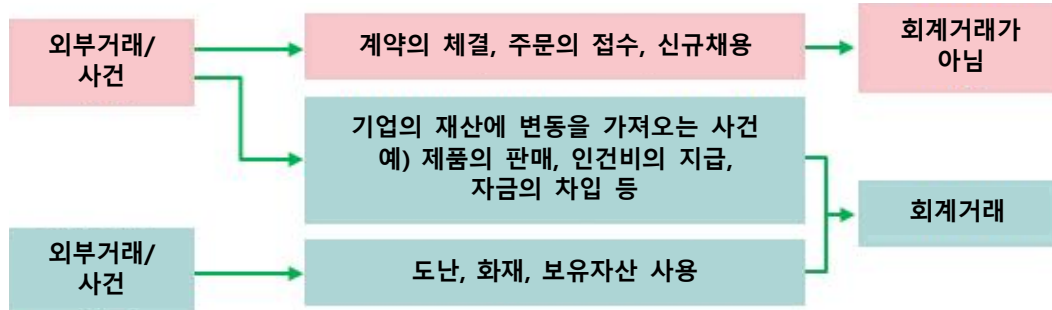 외부거래/
사건
계약의 체결, 주문의 접수, 신규채용
회계거래가
아님
기업의 재산에 변동을 가져오는 사건
예) 제품의 판매, 인건비의 지급,
자금의 차입 등
회계거래
외부거래/
사건
도난, 화재, 보유자산 사용